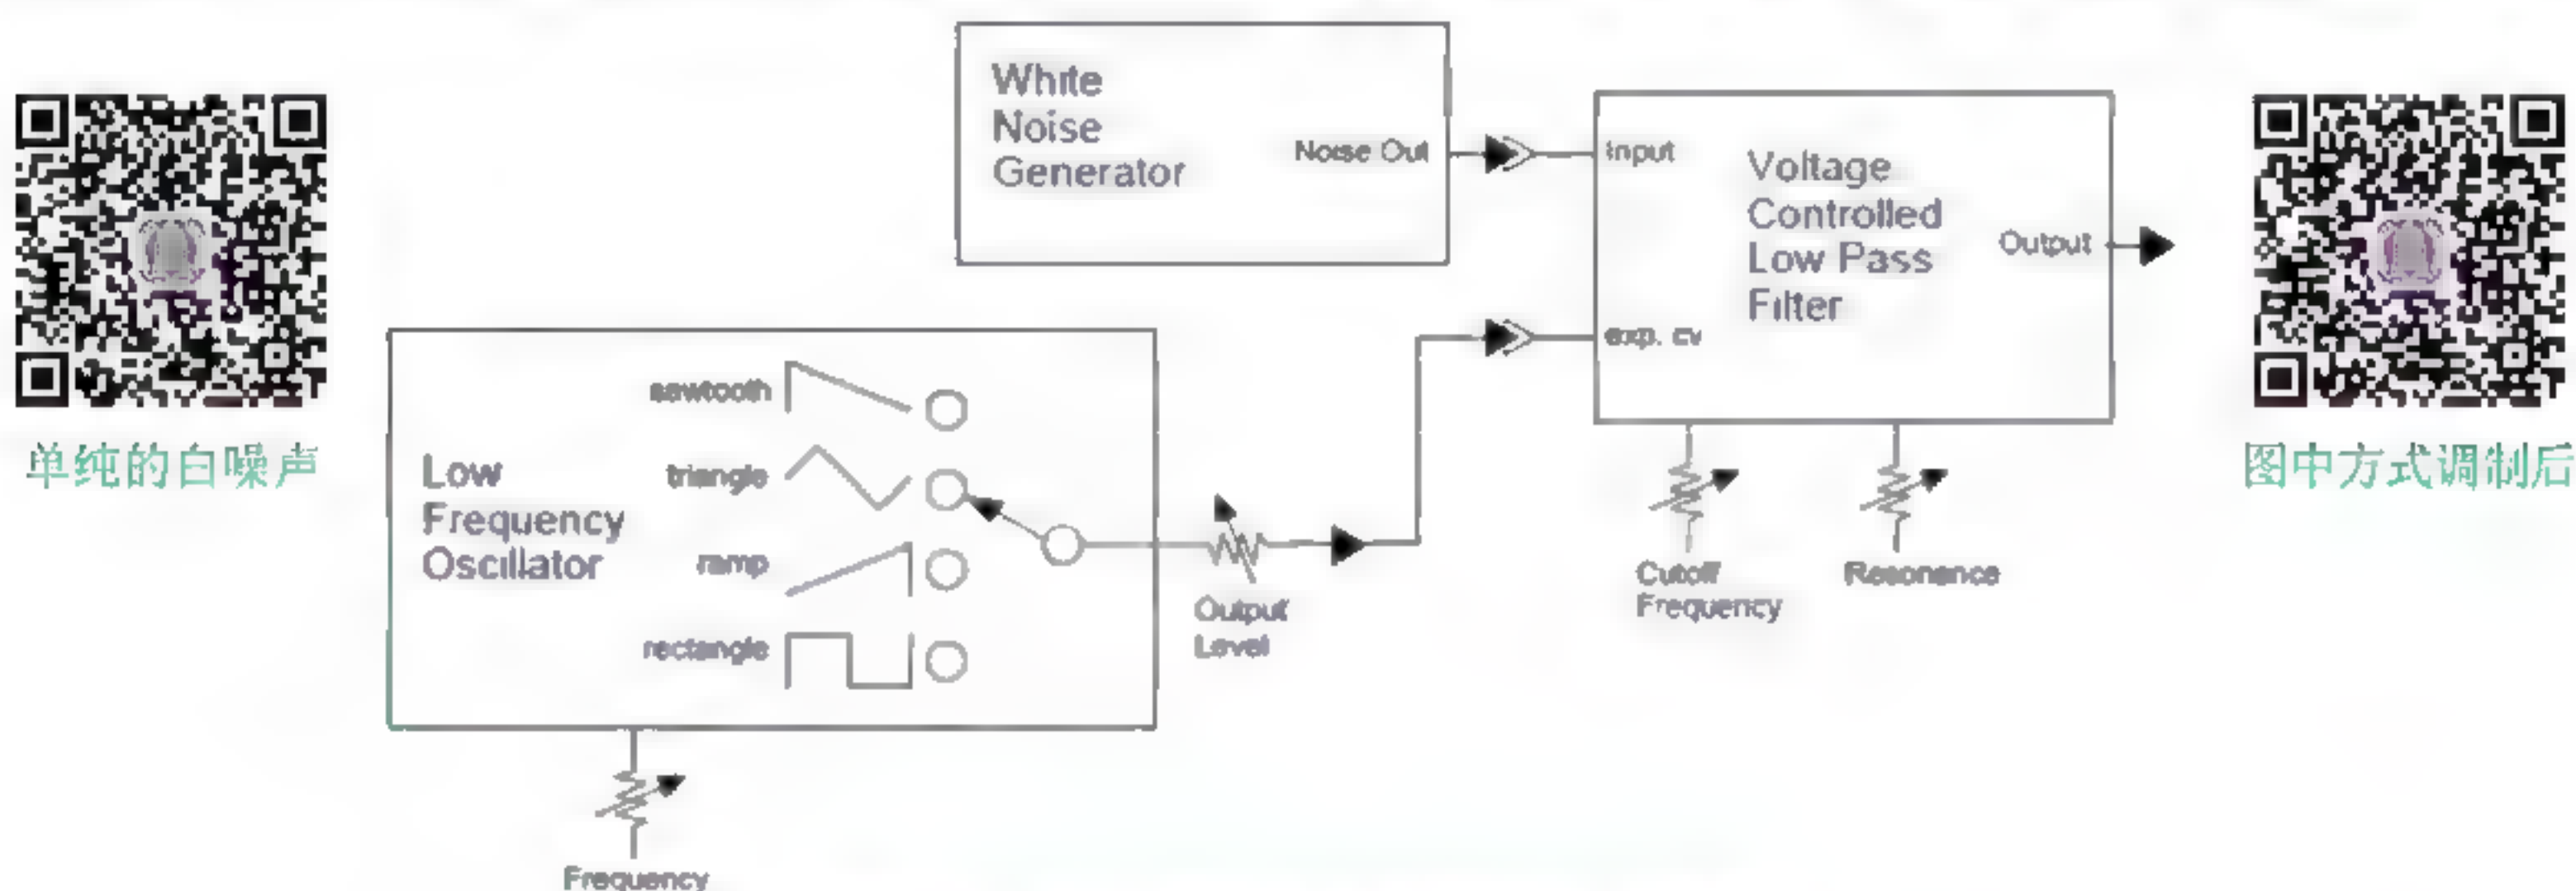 White
Noise
Generator
Noise Out
Input
Voltage
Controlled
Low Pass
Filter
Output
exp. cv
单纯的白噪声
图中方式调制后
sawtooth
triangle
ramp
rectangle
Low
Frequency
Oscillator
Output
Level
Cutoff
Frequency
Resonance
Frequency